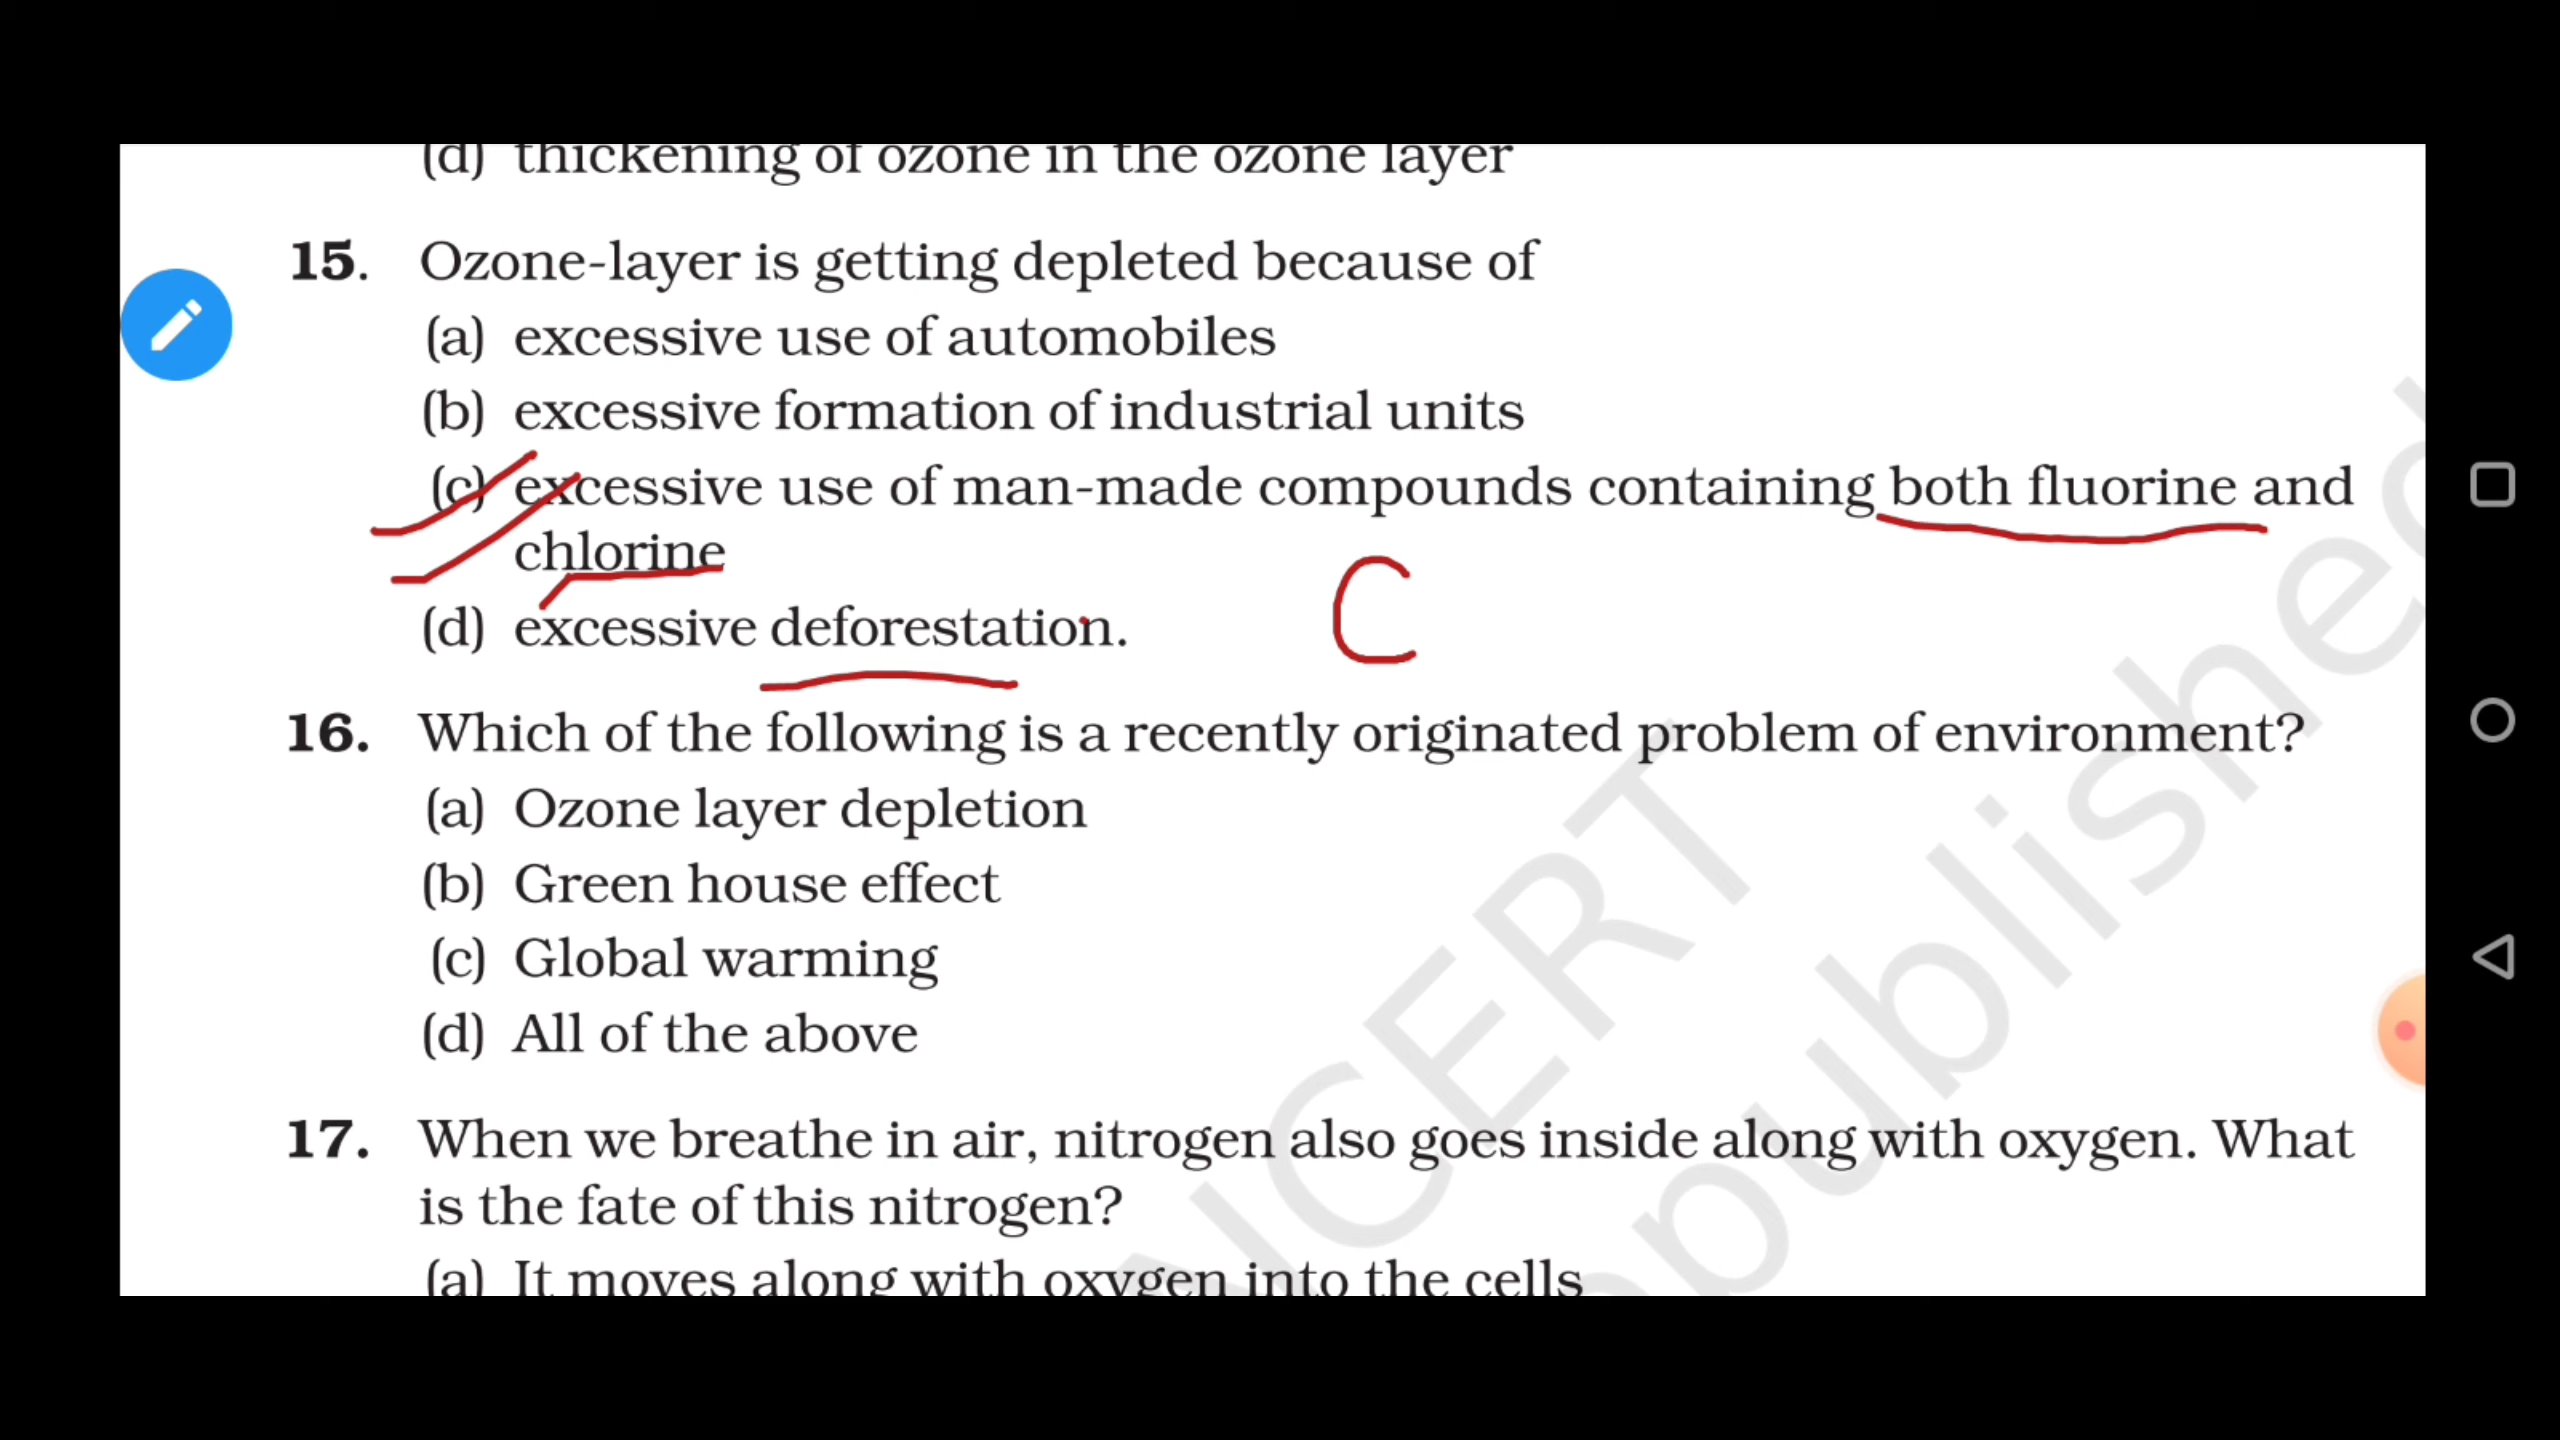 (d) thickening of ozone in the ozone layer
15. Ozone-layer is getting depleted because of
(a) excessive use of automobiles
(b) excessive formation of industrial units
(c) excessive use of man-made compounds containing both fluorine and
chlorine
(d) excessive deforestation.
C
16. Which of the following is a recently originated problem of environment?
(a) Ozone layer depletion
(b) Green house effect
(c) Global warming
(d) All of the above
17. When we breathe in air, nitrogen also goes inside along with oxygen. What
is the fate of this nitrogen?
(a) It moves along with oxygen into the cells
NCERT
published